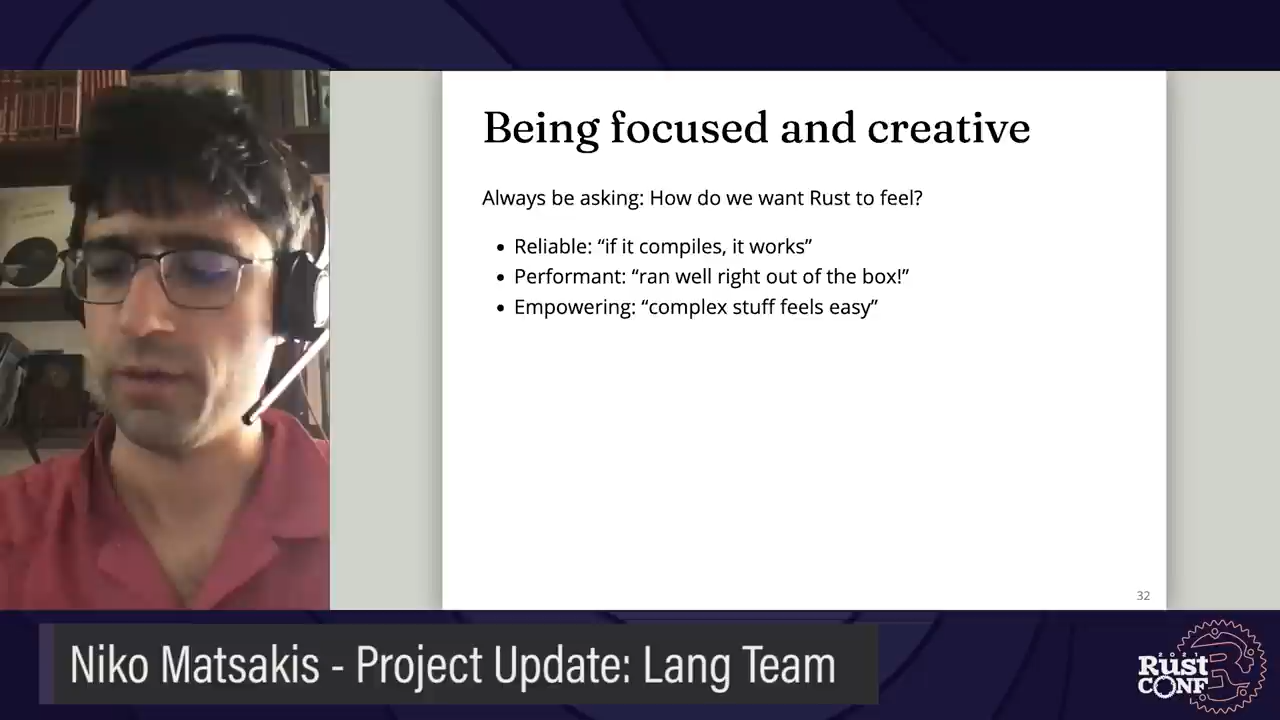 Being focused and creative
Always be asking: How do we want Rust to feel?
• Reliable: “if it compiles, it works”
• Performant: “ran well right out of the box!”
• Empowering: “complex stuff feels easy”
32
Niko Matsakis - Project Update: Lang Team
Rust
CONF